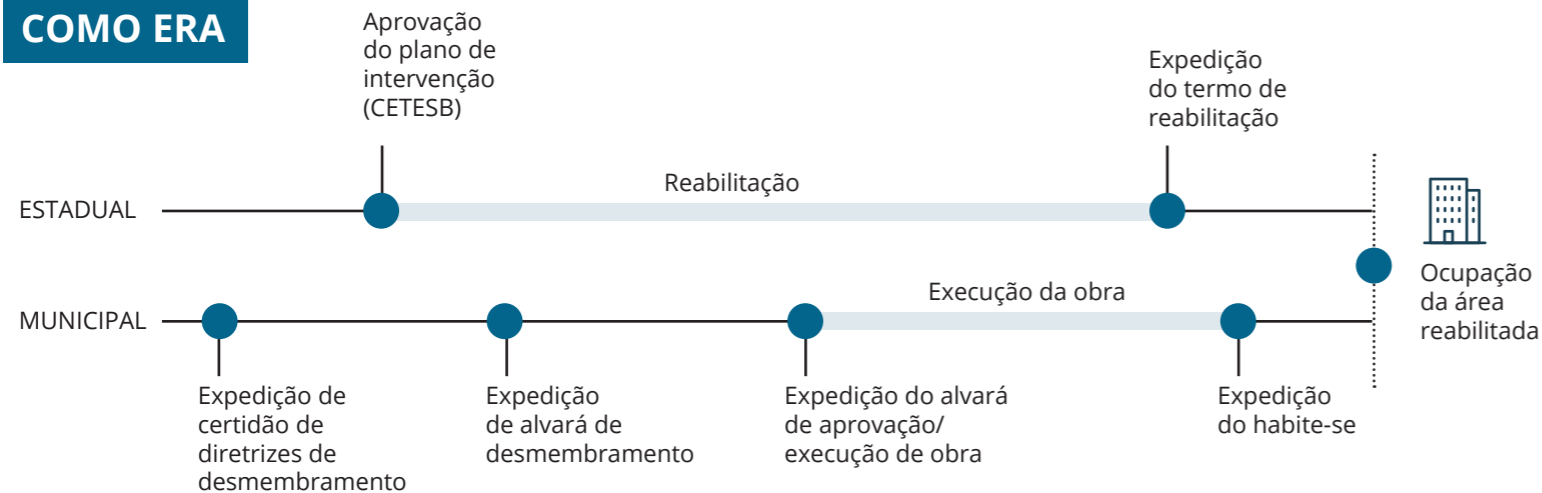 COMO ERA
Aprovação
do plano de
intervenção
(CETESB)
Expedição
do termo de
reabilitação
Reabilitação
ESTADUAL
Ocupação
da área
reabilitada
Execução da obra
MUNICIPAL
Expedição de
certidão de
diretrizes de
desmembramento
Expedição
de alvará de
desmembramento
Expedição do alvará
de aprovação/
execução de obra
Expedição
do habite-se